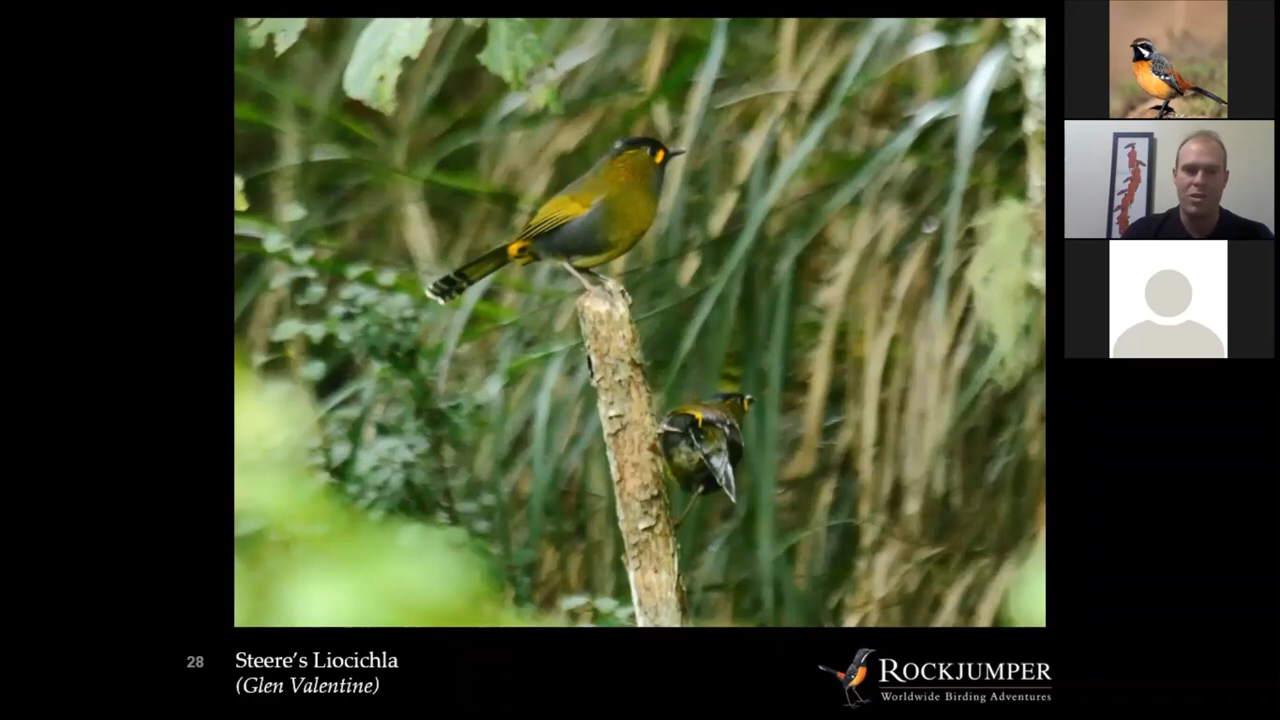 28
Steere's Liocichla
(Glen Valentine)
ROCKJUMPER
Worldwide Birding Adventures